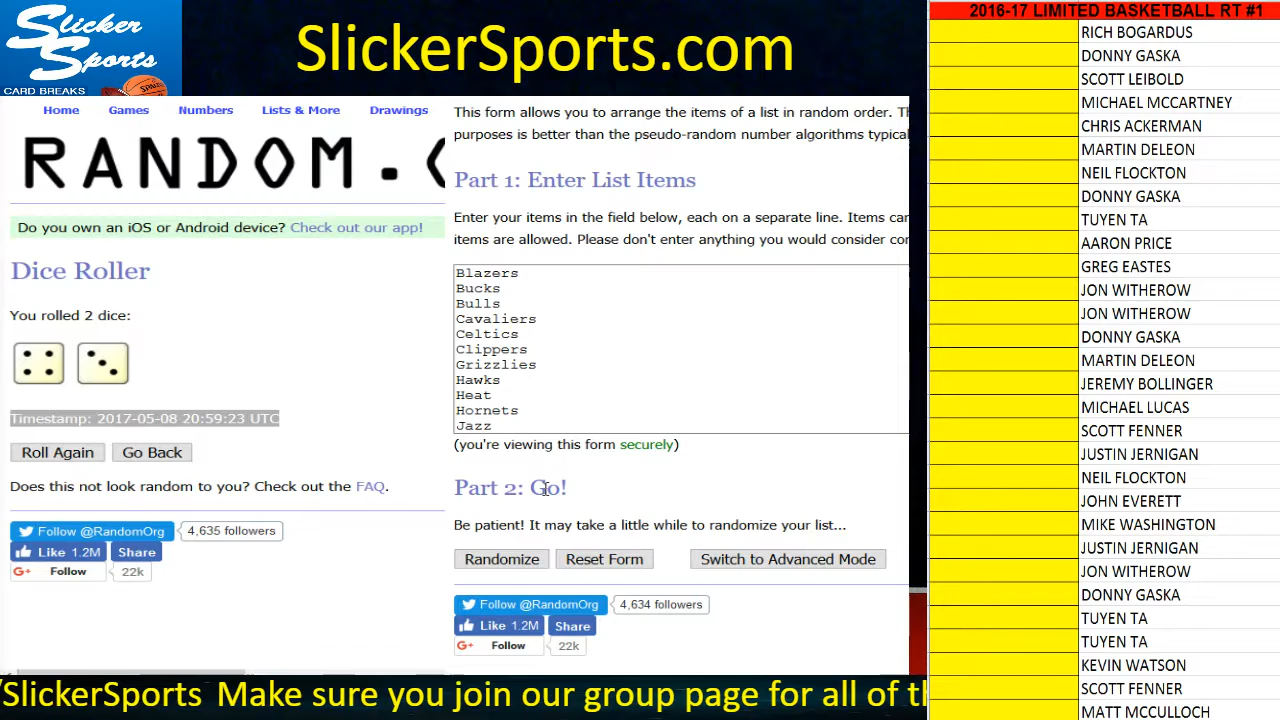 Slicker
Sports
CARD BREAKS
SlickerSports.com
Home Games Numbers Lists & More Drawings
RANDOM.
Do you own an iOS or Android device? Check out our app!
Dice Roller
You rolled 2 dice:
Timestamp: 2017-05-08 20:59:23 UTC
Roll Again Go Back
Does this not look random to you? Check out the FAQ.
Follow @RandomOrg 4,635 followers
Like 1.2M Share
G+ Follow 22k
This form allows you to arrange the items of a list in random order.
purposes is better than the pseudo-random number algorithms
Part 1: Enter List Items
Enter your items in the field below, each on a separate line. Items
items are allowed. Please don't enter anything you would consider
Blazers
Bucks
Bulls
Cavaliers
Celtics
Clippers
Grizzlies
Hawks
Heat
Hornets
Jazz
(you're viewing this form securely)
Part 2: Go!
Be patient! It may take a little while to randomize your list...
Randomize Reset Form Switch to Advanced Mode
Follow @RandomOrg 4,634 followers
Like 1.2M Share
G+ Follow 22k
/SlickerSports Make sure you join our group page for all of
2016-17 LIMITED BASKETBALL RT #1
RICH BOGARDUS
DONNY GASKA
SCOTT LEIBOLD
MICHAEL MCCARTNEY
CHRIS ACKERMAN
MARTIN DELEON
NEIL FLOCKTON
DONNY GASKA
TUYEN TA
AARON PRICE
GREG EASTES
JON WITHEROW
JON WITHEROW
DONNY GASKA
MARTIN DELEON
JEREMY BOLLINGER
MICHAEL LUCAS
SCOTT FENNER
JUSTIN JERNIGAN
NEIL FLOCKTON
JOHN EVERETT
MIKE WASHINGTON
JUSTIN JERNIGAN
JON WITHEROW
DONNY GASKA
TUYEN TA
TUYEN TA
KEVIN WATSON
SCOTT FENNER
MATT MCCULLOCH